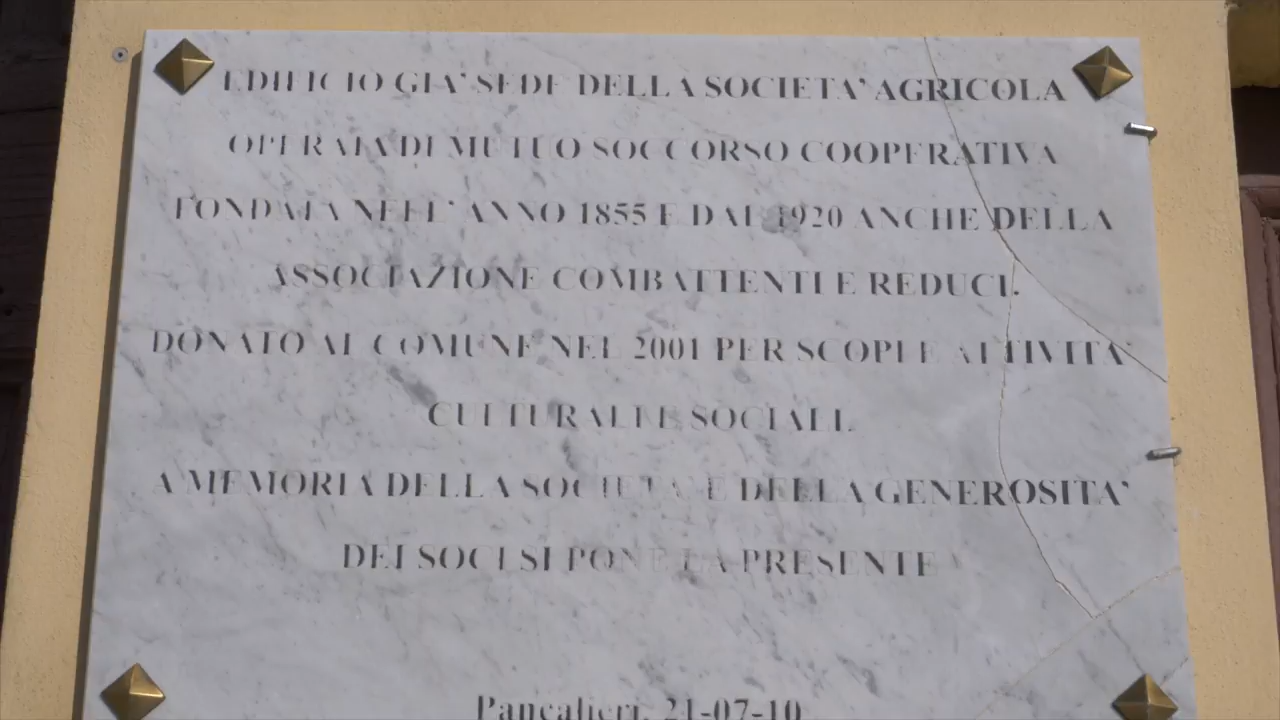 EDIFICIO GIA' SEDE DELLA SOCIETA' AGRICOLA
OPERAIA DI MUTUO SOCCORSO COOPERATIVA
FONDATA NELL'ANNO 1855 E DAL 1920 ANCHE DELLA
ASSOCIAZIONE COMBATTENTI E REDUCI.
DONATO AL COMUNE NEL 2001 PER SCOPI E ATTIVITA'
CULTURALI E SOCIALI.
A MEMORIA DELLA SOCIETA' E DELLA GENEROSITA'
DEI SOCI SI PONE LA PRESENTE
Pancalieri, 21-07-10